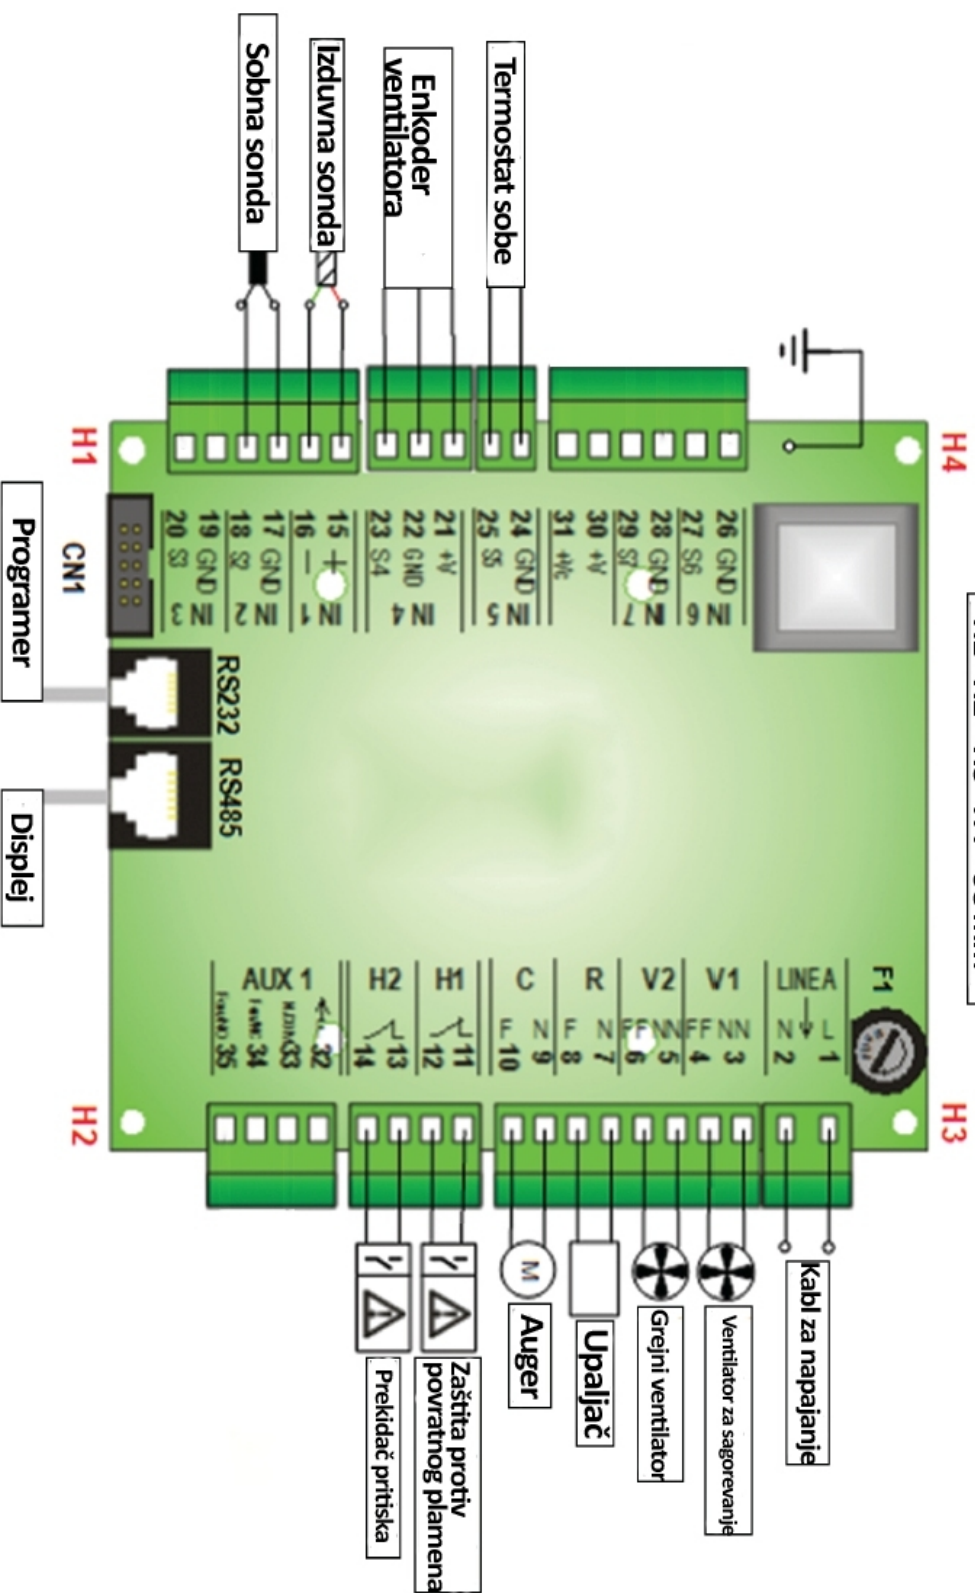 Sobna sonda
Izduvna sonda
Enkoder
ventilatora
Termostat sobe
H1
H4
20 S3
19 GND
IN 3
18 S2
17 GND
IN 2
16 –
15 +
IN 1
23 S4
22 GND
21 +V
IN 4
25 S5
24 GND
IN 5
31 +Vc
30 +V
29
28 GND
IN 7
27 S6
26 GND
IN 6
CN1
Programer
RS232
RS485
Displej
AUX 1
H2
H1
C
R
V2
V1
LINEA
F1
35
34
33
32
14
13
12
11
F 10
N 9
F 8
N 7
FF 6
NN 5
FF 4
NN 3
N 2
L 1
H2
H3
M
Prekidač pritiska
Zaštita protiv
povratnog plamena
Auger
Upaljač
Grejni ventilator
Ventilator za sagorevanje
Kabl za napajanje